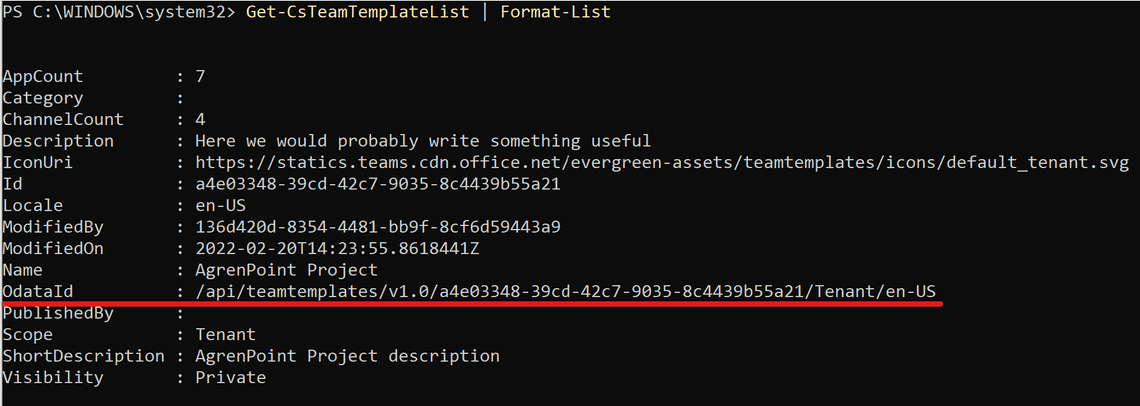 PS C:\WINDOWS\system32> Get-CsTeamTemplateList | Format-List
AppCount : 7
Category :
ChannelCount : 4
Description : Here we would probably write something useful
IconUri : https://statics.teams.cdn.office.net/evergreen-assets/teamtemplates/icons/default_tenant.svg
Id : a4e03348-39cd-42c7-9035-8c4439b55a21
Locale : en-US
ModifiedBy : 136d420d-8354-4481-bb9f-8cf6d59443a9
ModifiedOn : 2022-02-20T14:23:55.8618441Z
Name : AgrenPoint Project
OdataId : /api/teamtemplates/v1.0/a4e03348-39cd-42c7-9035-8c4439b55a21/Tenant/en-US
PublishedBy :
Scope : Tenant
ShortDescription : AgrenPoint Project description
Visibility : Private